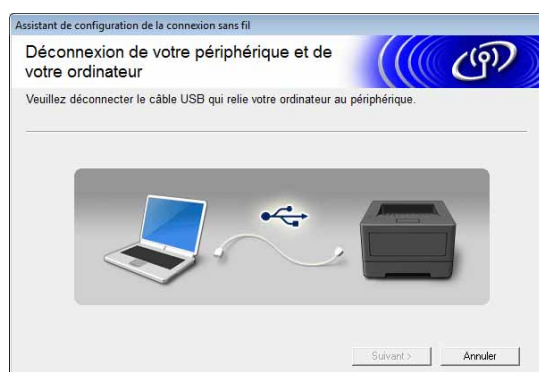 Assistant de configuration de la connexion sans fil
Déconnexion de votre périphérique et de
votre ordinateur
Veuillez déconnecter le câble USB qui relie votre ordinateur au périphérique.
Suivant >
Annuler